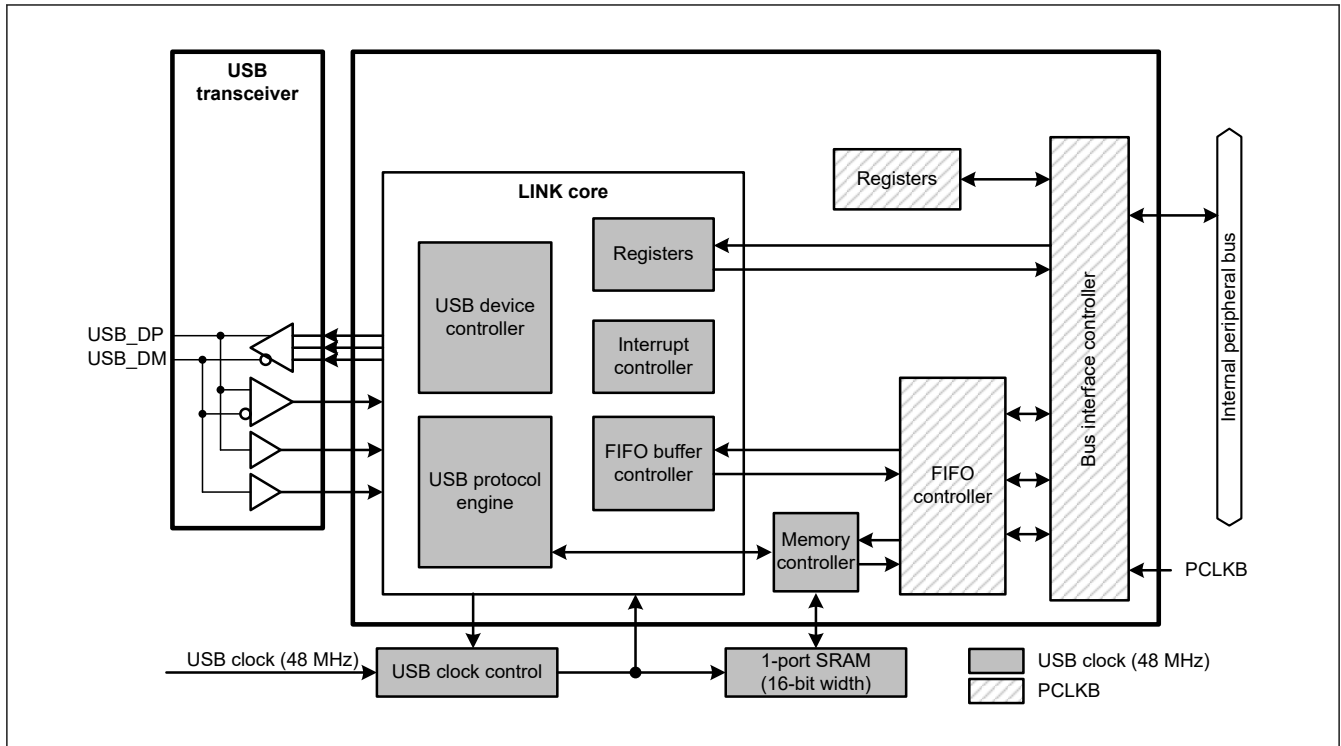 USB
transceiver
LINK core
Registers
Registers
USB device
controller
Interrupt
controller
USB_DP
USB_DM
USB protocol
engine
FIFO buffer
controller
FIFO
controller
Memory
controller
Bus interface controller
Internal peripheral bus
PCLKB
USB clock (48 MHz)
USB clock control
1-port SRAM
(16-bit width)
USB clock (48 MHz)
PCLKB